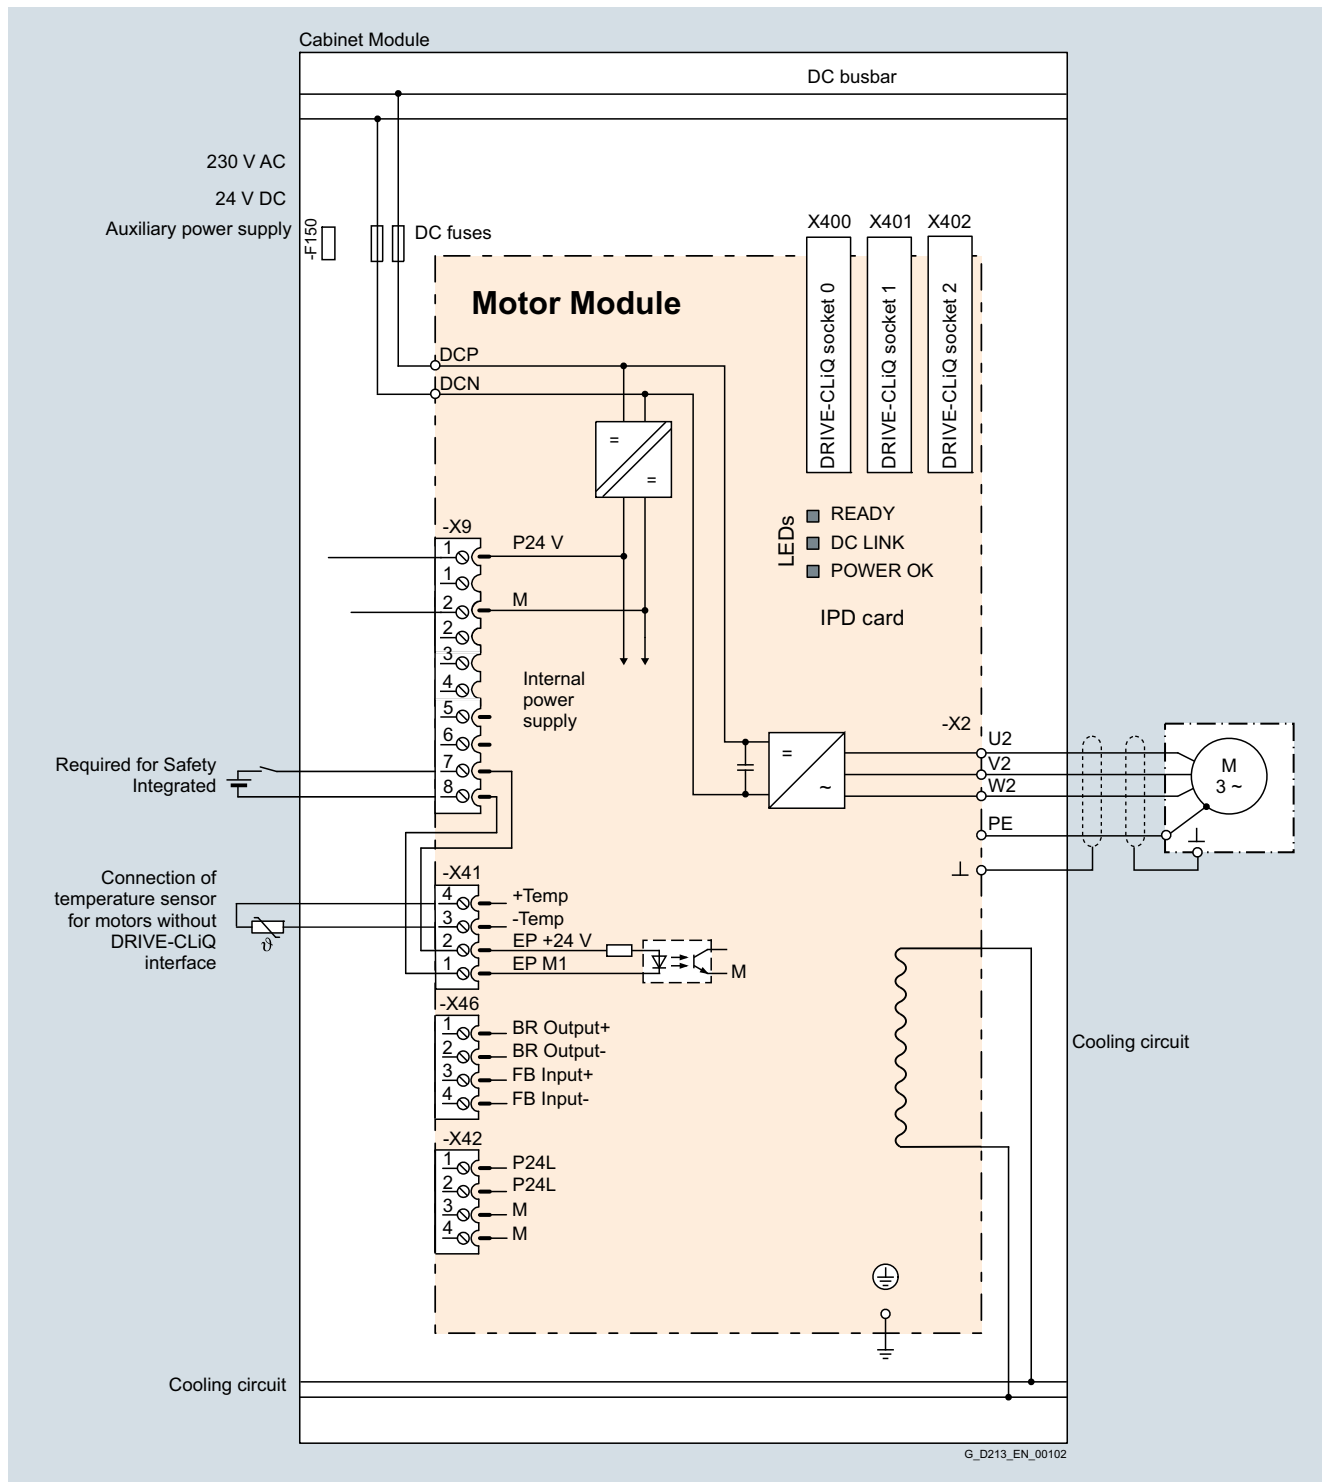 Cabinet Module
DC busbar
230 V AC
24 V DC
Auxiliary power supply
-F150
DC fuses
X400
X401
X402
DRIVE-CLiQ socket 0
DRIVE-CLiQ socket 1
DRIVE-CLiQ socket 2
Motor Module
DCP
DCN
=
=
LEDs
READY
DC LINK
POWER OK
IPD card
-X9
1
P24 V
1
2
M
2
3
4
5
6
7
8
Internal
power
supply
Required for Safety
Integrated
-X2
U2
V2
W2
PE
=
~
M
3 ~
Connection of
temperature sensor
for motors without
DRIVE-CLiQ
interface
ϑ
-X41
4
+Temp
3
-Temp
2
EP +24 V
1
EP M1
M
-X46
1
BR Output+
2
BR Output-
3
FB Input+
4
FB Input-
-X42
1
P24L
2
P24L
3
M
4
M
Cooling circuit
Cooling circuit
G_D213_EN_00102